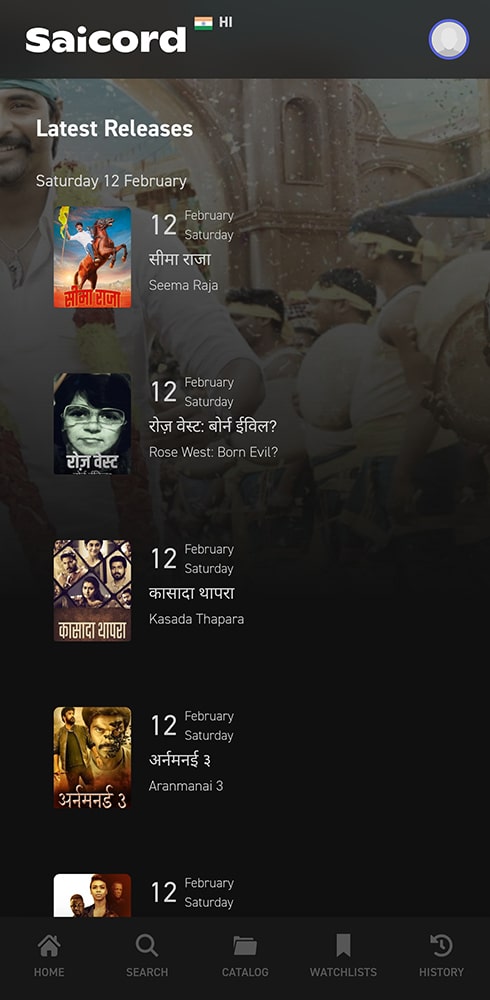 Saicord HI
Latest Releases
Saturday 12 February
सीमा राजा
12 February
Saturday
सीमा राजा
Seema Raja
रोज़ वेस्ट
12 February
Saturday
रोज़ वेस्ट: बोर्न ईविल?
Rose West: Born Evil?
कासादा थापरा
12 February
Saturday
कासादा थापरा
Kasada Thapara
अर्नमनई ३
12 February
Saturday
अर्नमनई ३
Aranmanai 3
12 February
Saturday
HOME SEARCH CATALOG WATCHLISTS HISTORY